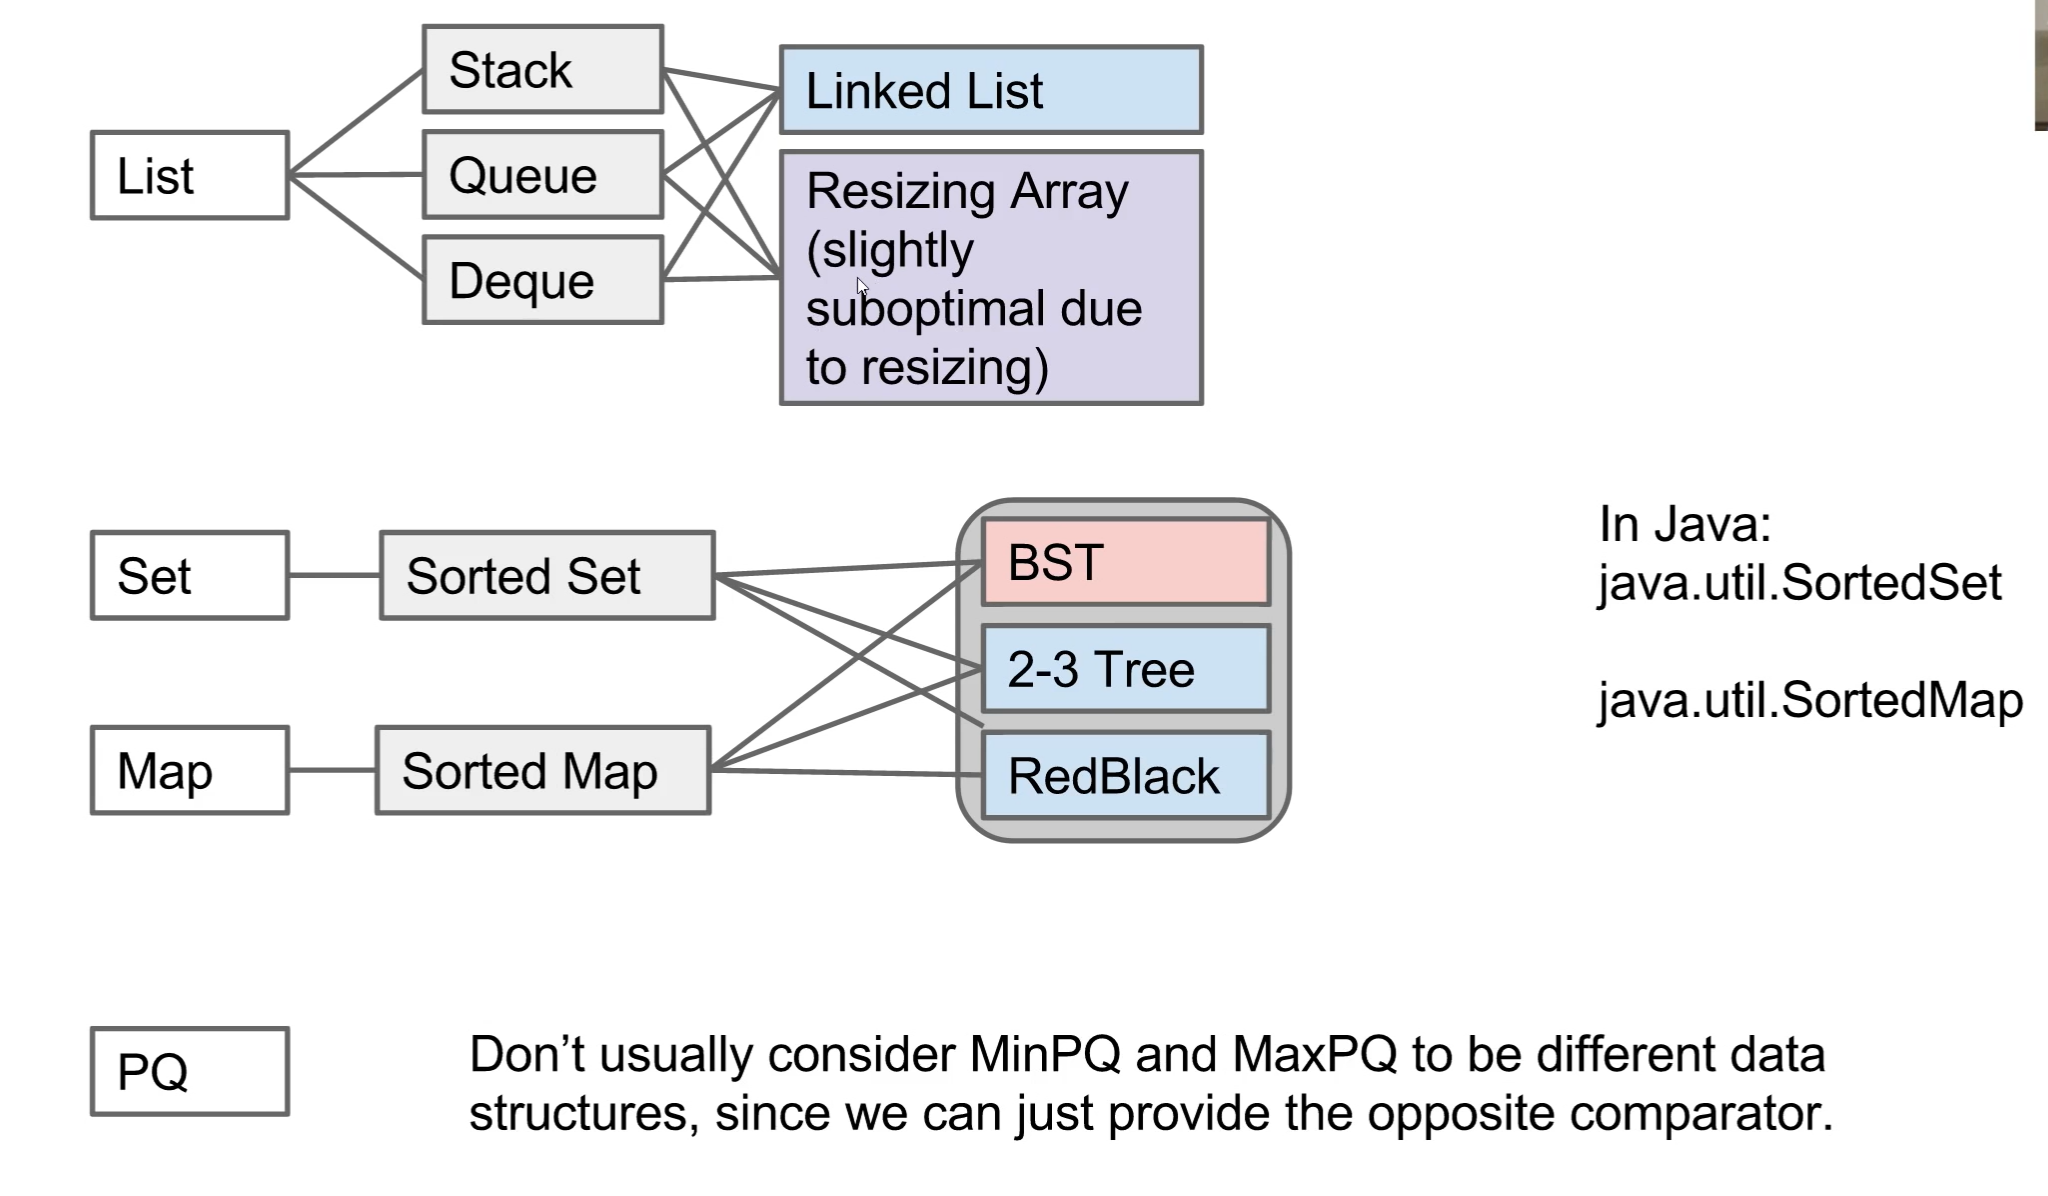 Stack
Linked List
List
Queue
Resizing Array
(slightly
suboptimal due
to resizing)
Deque
Set
Sorted Set
BST
2-3 Tree
RedBlack
Map
Sorted Map
In Java:
java.util.SortedSet
java.util.SortedMap
PQ
Don’t usually consider MinPQ and MaxPQ to be different data
structures, since we can just provide the opposite comparator.